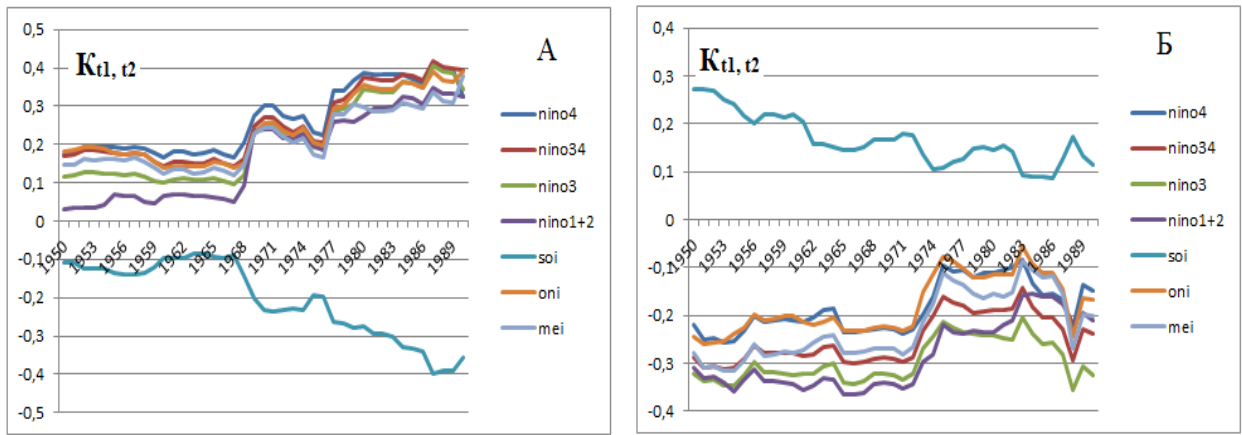 0,5
0,4
0,3
0,2
0,1
0
-0,1
-0,2
-0,3
-0,4
-0,5
Kt1, t2
А
1950
1953
1956
1959
1962
1965
1968
1971
1974
1977
1980
1983
1986
1989
nino4
nino34
nino3
nino1+2
soi
oni
mei
0,4
0,3
0,2
0,1
0
-0,1
-0,2
-0,3
-0,4
Kt1, t2
Б
1950
1953
1956
1959
1962
1965
1968
1971
1974
1977
1980
1983
1986
1989
nino4
nino34
nino3
nino1+2
soi
oni
mei